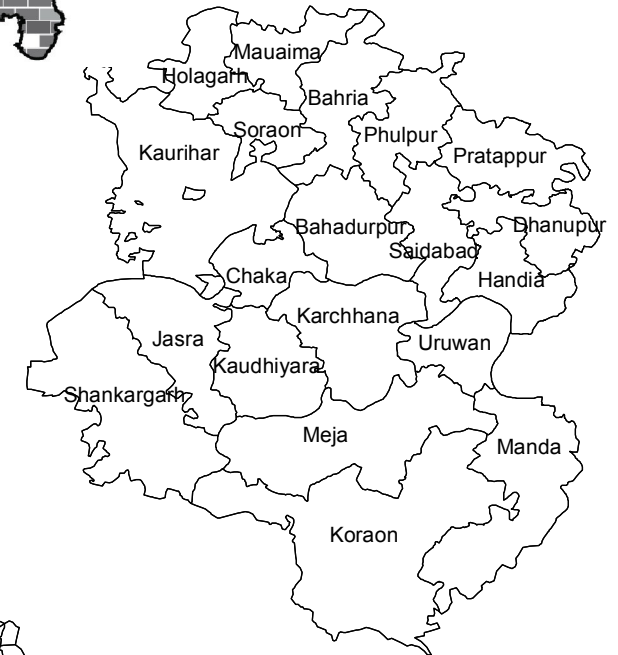 Mauaima
Holagarh
Bahria
Soraon
Phulpur
Kaurihar
Pratappur
Bahadurpur
Dhanupur
Saidabad
Chaka
Handia
Karchhana
Jasra
Uruwan
Kaudhiyara
Shankargarh
Meja
Manda
Koraon